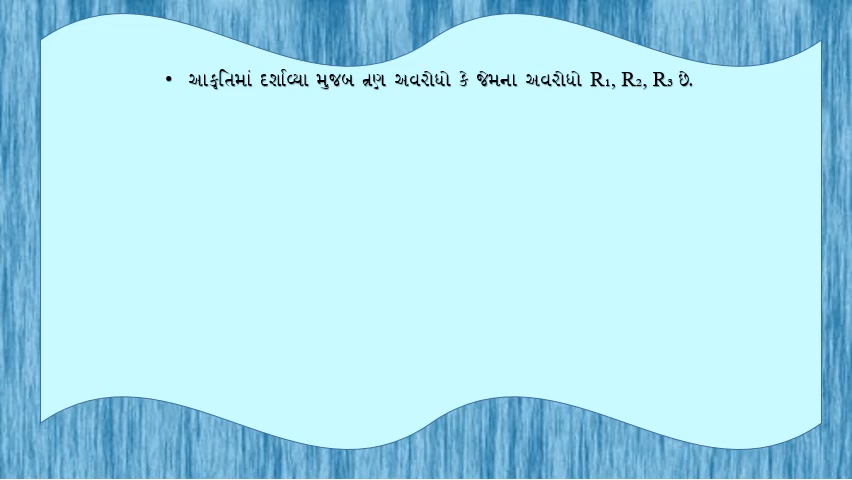 • આકૃતિમાં દર્શાવ્યા મુજબ ત્રણ અવરોધો કે જેમના અવરોધો R₁, R₂, R₃ છે.